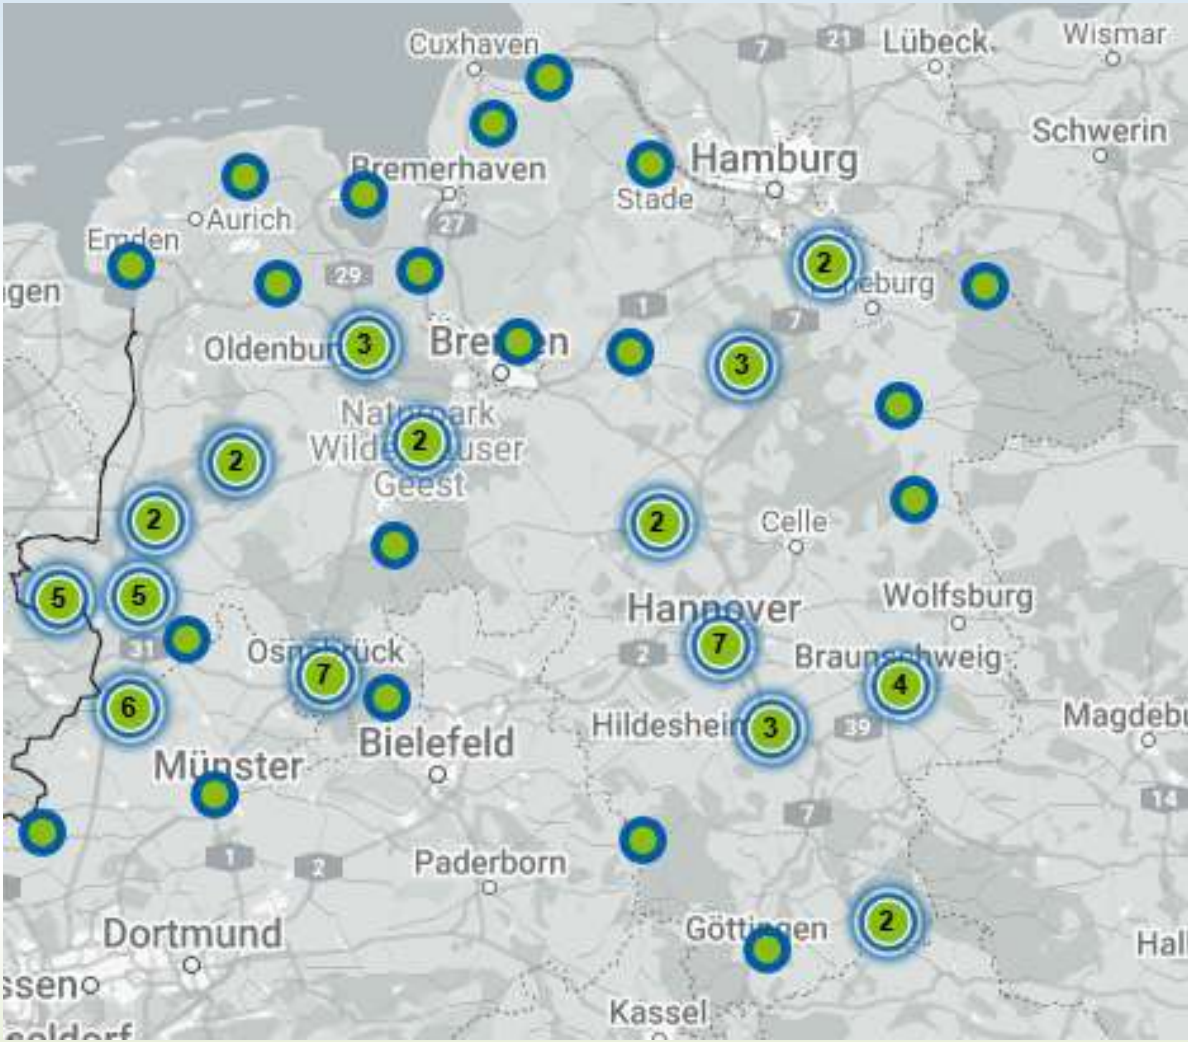 Cuxhaven
7
21
Lübeck
Wismar
Schwerin
Bremerhaven
Hamburg
Stade
Aurich
27
Emden
29
2
1
7
Oldenbur
3
3
Naturpark
2
2
Geest
2
2
Celle
5
5
Wolfsburg
Hannover
31
Osnabrück
2
7
Braunschweig
7
4
6
Bielefeld
Hildesheim
3
39
Münster
14
7
1
2
Paderborn
Dortmund
Göttingen
2
Hal
ssen
Kassel